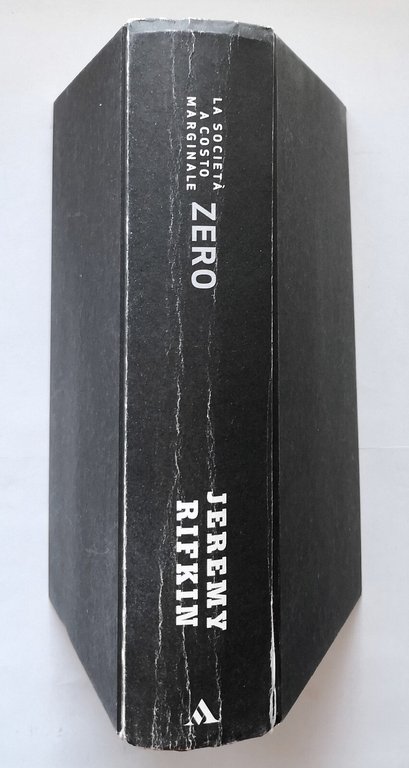 LA SOCIETÀ
A COSTO
MARGINALE
ZERO
JEREMY
RIFKIN